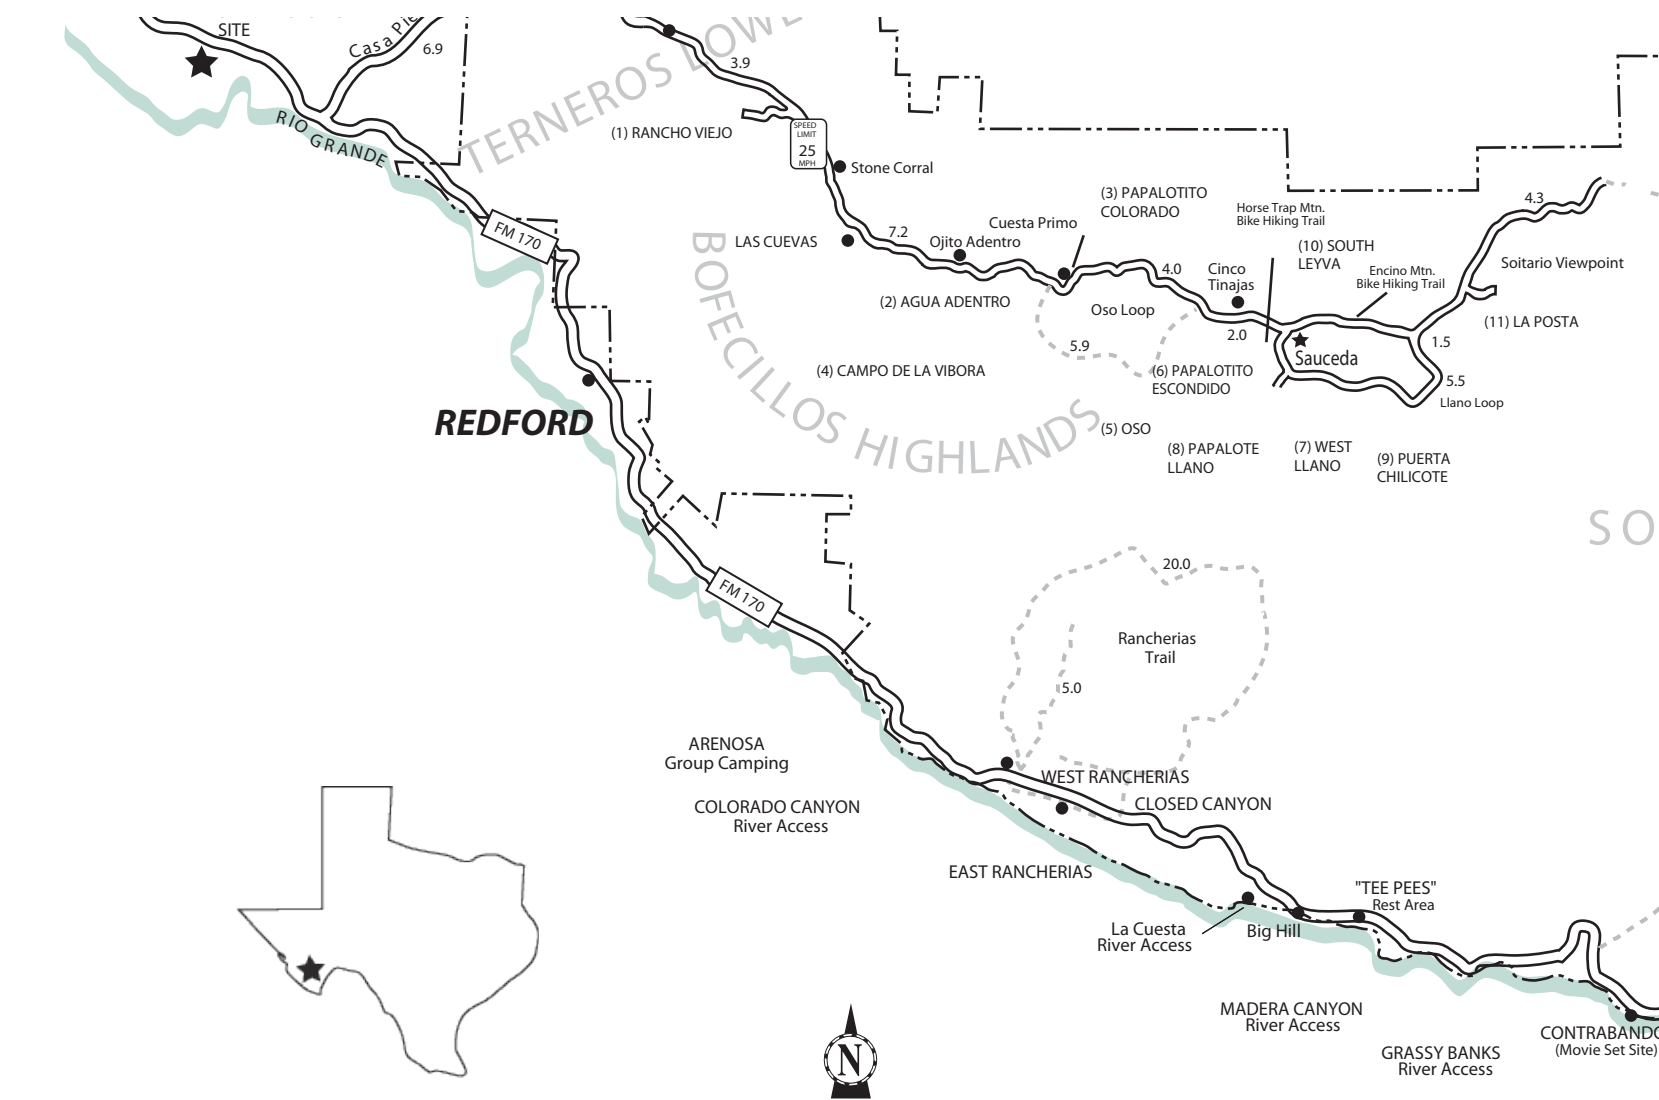 SITE
Casa
6.9
3.9
TERNEROS
RIO GRANDE
(1) RANCHO VIEJO
SPEED
LIMIT
25
MPH
Stone Corral
(3) PAPALOTITO
COLORADO
4.3
Horse Trap Mtn.
Bike Hiking Trail
Cuesta Primo
FM 170
LAS CUEVAS
7.2
Ojito Adentro
(10) SOUTH
LEYVA
Soitario Viewpoint
4.0
Cinco
Tinajas
Encino Mtn.
Bike Hiking Trail
(2) AGUA ADENTRO
Oso Loop
(11) LA POSTA
BOFECILLOS HIGHLANDS
5.9
2.0
1.5
Sauceda
(4) CAMPO DE LA VIBORA
(6) PAPALOTITO
ESCONDIDO
5.5
Llano Loop
REDFORD
(5) OSO
(8) PAPALOTE
LLANO
(7) WEST
LLANO
(9) PUERTA
CHILICOTE
SO
20.0
FM 170
Rancherias
Trail
5.0
ARENOSA
Group Camping
WEST RANCHERIAS
COLORADO CANYON
River Access
CLOSED CANYON
EAST RANCHERIAS
"TEE PEES"
Rest Area
La Cuesta
River Access
Big Hill
MADERA CANYON
River Access
CONTRABANDO
(Movie Set Site)
GRASSY BANKS
River Access
N